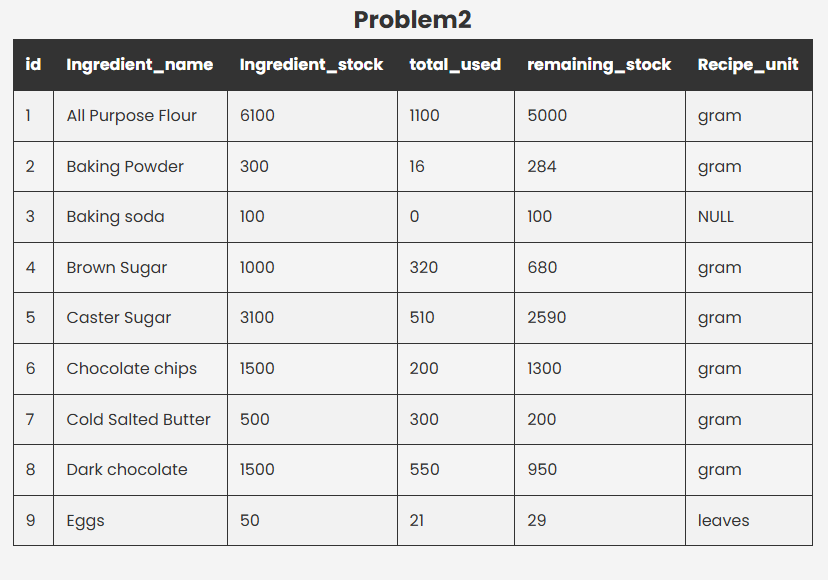 Problem2
id Ingredient_name Ingredient_stock total_used remaining_stock Recipe_unit
1 All Purpose Flour 6100 1100 5000 gram
2 Baking Powder 300 16 284 gram
3 Baking soda 100 0 100 NULL
4 Brown Sugar 1000 320 680 gram
5 Caster Sugar 3100 510 2590 gram
6 Chocolate chips 1500 200 1300 gram
7 Cold Salted Butter 500 300 200 gram
8 Dark chocolate 1500 550 950 gram
9 Eggs 50 21 29 leaves